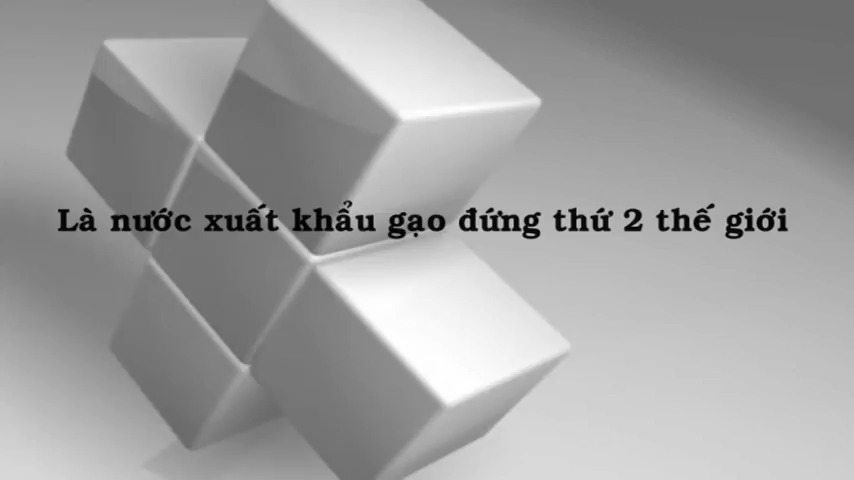 Là nước xuất khẩu gạo đứng thứ 2 thế giới